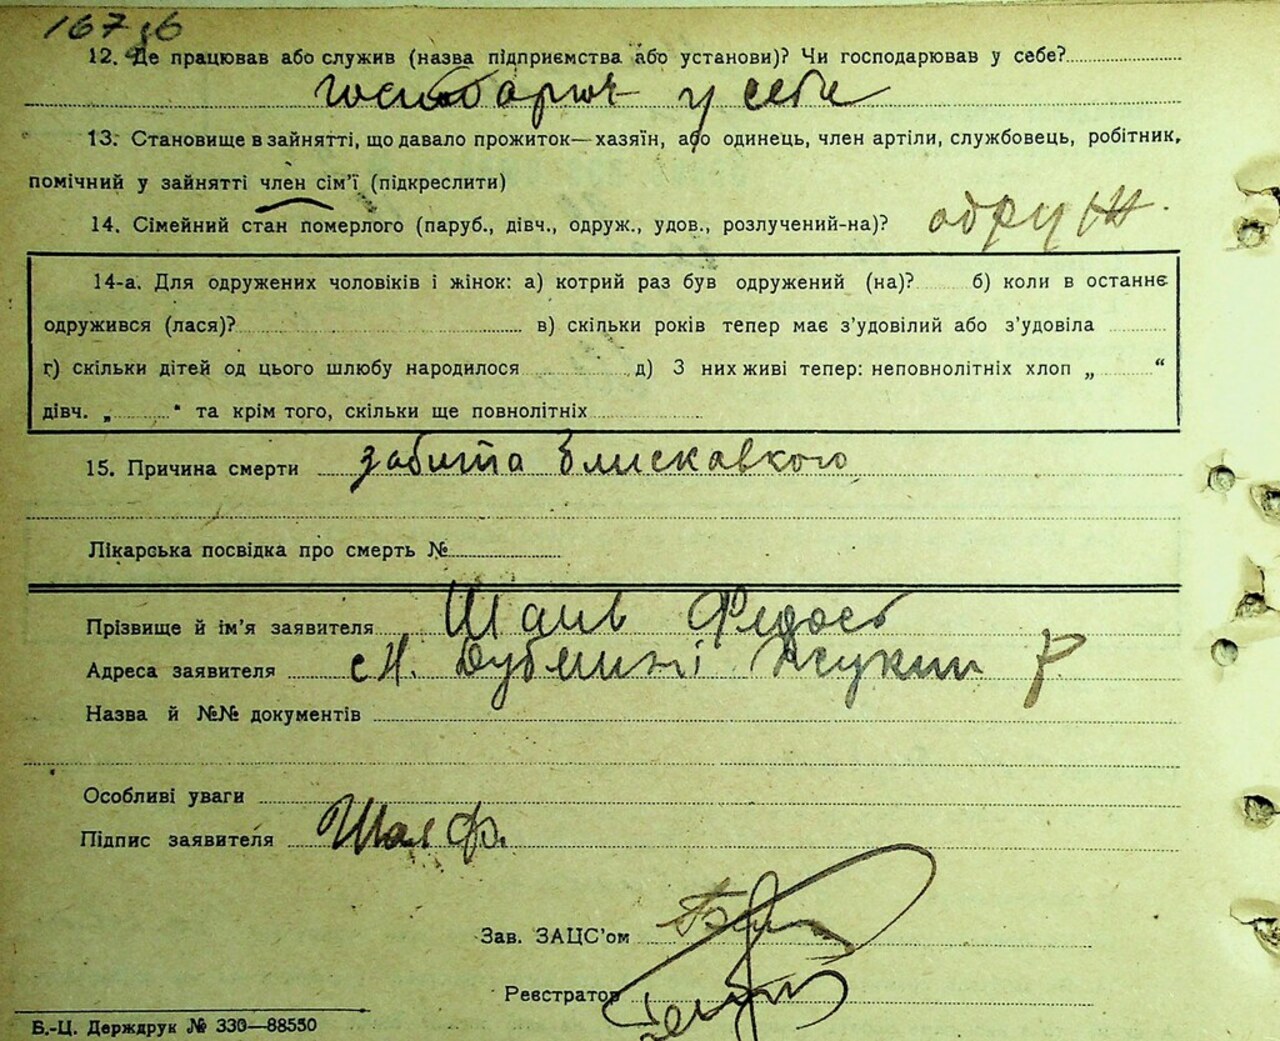 167 зб
12. Де працював або служив (назва підприємства або установи)? Чи господарював у себе?
господарює у себе
13. Становище в зайнятті, що давало прожиток—хазяїн, або одинець, член артіли, службовець, робітник,
помічний у зайнятті член сім'ї (підкреслити)
14. Сімейний стан померлого (паруб., дівч., одруж., удов., розлучений-на)? одруж.
14-а. Для одружених чоловіків і жінок: а) котрий раз був одружений (на)? б) коли в останнє
одружився (лася)? в) скільки років тепер має з'удовілий або з'удовіла
г) скільки дітей од цього шлюбу народилося д) З них живі тепер: неповнолітніх хлоп „ “
дівч. „ “ та крім того, скільки ще повнолітніх
15. Причина смерти забита блискавкою
Лікарська посвідка про смерть №
Прізвище й ім'я заявителя Федось
Адреса заявителя
Назва й №№ документів
Особливі уваги
Підпис заявителя Ф.
Зав. ЗАЦС'ом
Реєстратор
Б.-Ц. Держдрук № 330—88550